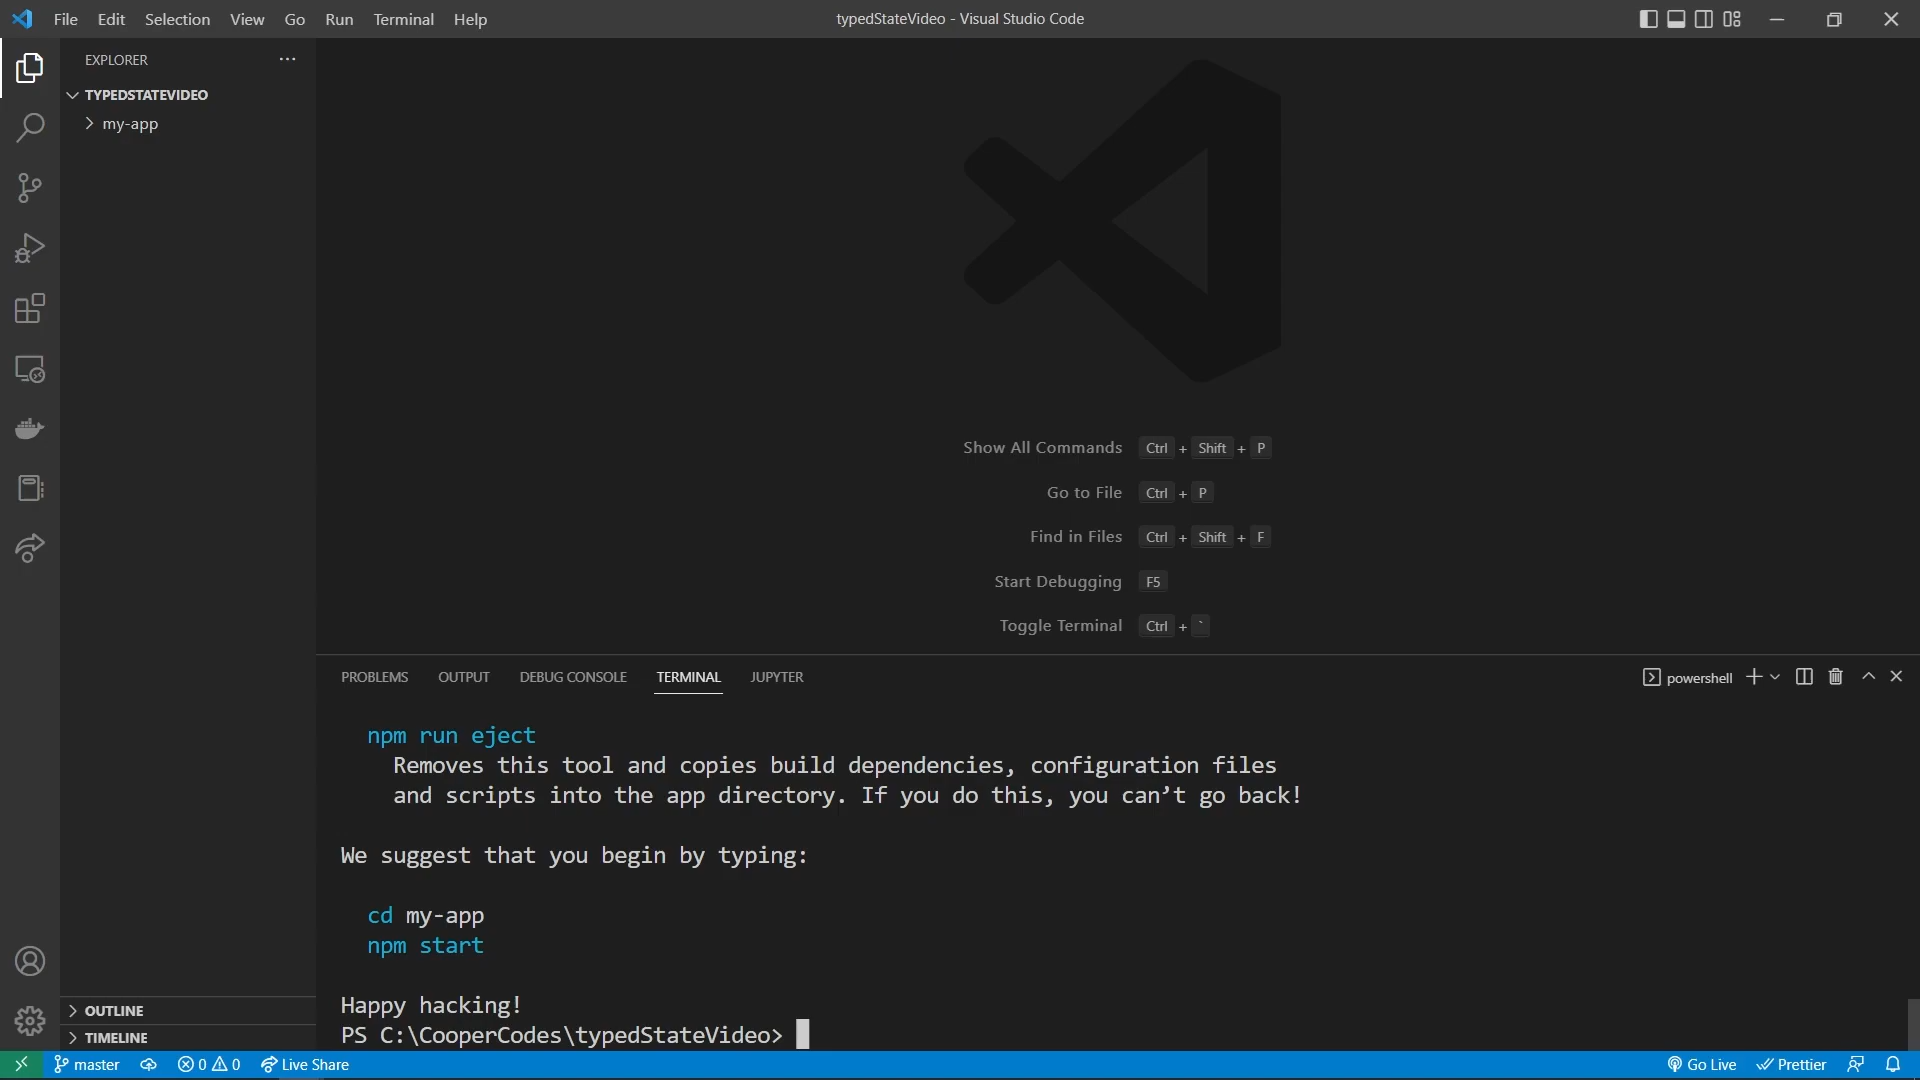 File Edit Selection View Go Run Terminal Help
typedStateVideo - Visual Studio Code
EXPLORER
TYPEDSTATEVIDEO
my-app
OUTLINE
TIMELINE
Show All Commands Ctrl + Shift + P
Go to File Ctrl + P
Find in Files Ctrl + Shift + F
Start Debugging F5
Toggle Terminal Ctrl + `
PROBLEMS OUTPUT DEBUG CONSOLE TERMINAL JUPYTER
powershell
npm run eject
Removes this tool and copies build dependencies, configuration files
and scripts into the app directory. If you do this, you can’t go back!
We suggest that you begin by typing:
cd my-app
npm start
Happy hacking!
PS C:\CooperCodes\typedStateVideo>
master 0 0 Live Share
Go Live Prettier